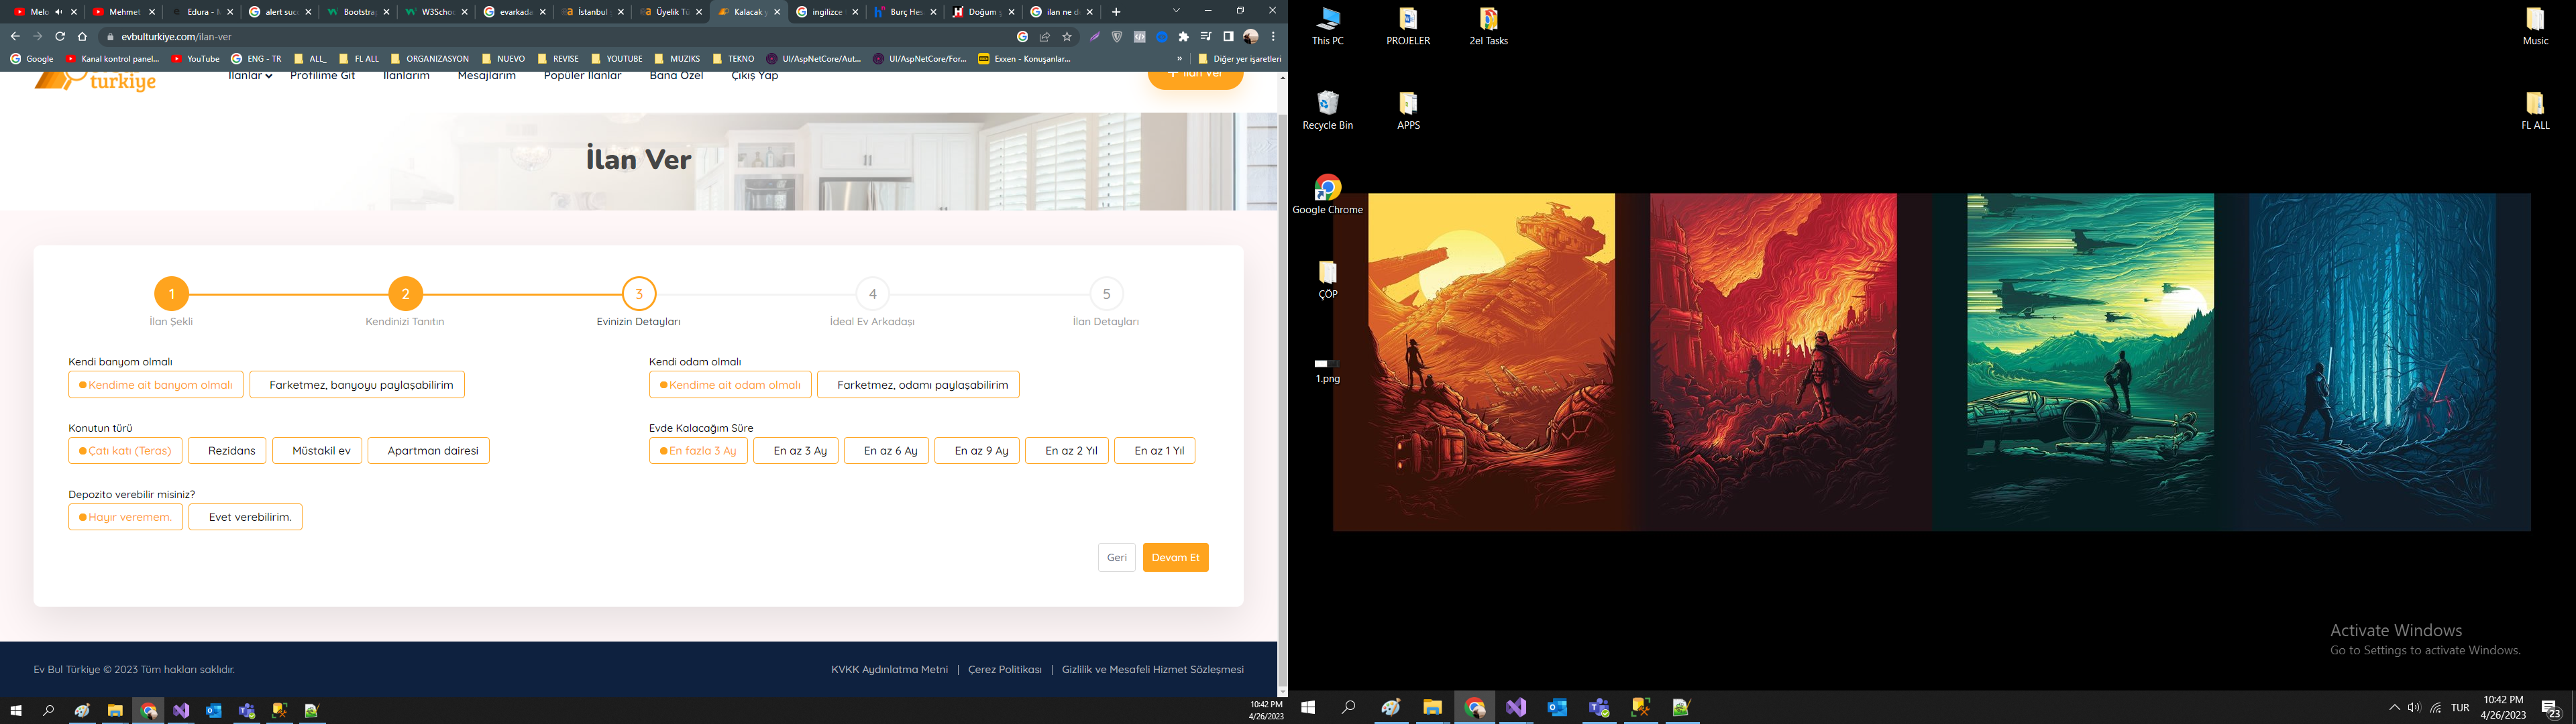 Melo
Mehmet
Edura - M
alert suc
Bootstra
W3Schoo
evarkada
İstanbul
Üyelik Tü
Kalacak y
ingilizce
Burç Hes
Doğum ş
ilan ne d
evbulturkiye.com/ilan-ver
Google
Kanal kontrol panel...
YouTube
ENG - TR
ALL_
FL ALL
ORGANIZASYON
NUEVO
REVISE
YOUTUBE
MUZIKS
TEKNO
UI/AspNetCore/Aut...
UI/AspNetCore/For...
Exxen - Konuşanlar...
»
Diğer yer işaretleri
turkiye
İlanlar
Profilime Git
İlanlarım
Mesajlarım
Popüler İlanlar
Bana Özel
Çıkış Yap
+ İlan Ver
İlan Ver
1
2
3
4
5
İlan Şekli
Kendinizi Tanıtın
Evinizin Detayları
İdeal Ev Arkadaşı
İlan Detayları
Kendi banyom olmalı
Kendime ait banyom olmalı
Farketmez, banyoyu paylaşabilirim
Kendi odam olmalı
Kendime ait odam olmalı
Farketmez, odamı paylaşabilirim
Konutun türü
Çatı katı (Teras)
Rezidans
Müstakil ev
Apartman dairesi
Evde Kalacağım Süre
En fazla 3 Ay
En az 3 Ay
En az 6 Ay
En az 9 Ay
En az 2 Yıl
En az 1 Yıl
Depozito verebilir misiniz?
Hayır veremem.
Evet verebilirim.
Geri
Devam Et
Ev Bul Türkiye © 2023 Tüm hakları saklıdır.
KVKK Aydınlatma Metni | Çerez Politikası | Gizlilik ve Mesafeli Hizmet Sözleşmesi
10:42 PM
4/26/2023
This PC
PROJELER
2el Tasks
Music
Recycle Bin
APPS
FL ALL
Google Chrome
ÇÖP
1.png
Activate Windows
Go to Settings to activate Windows.
TUR
10:42 PM
4/26/2023
23